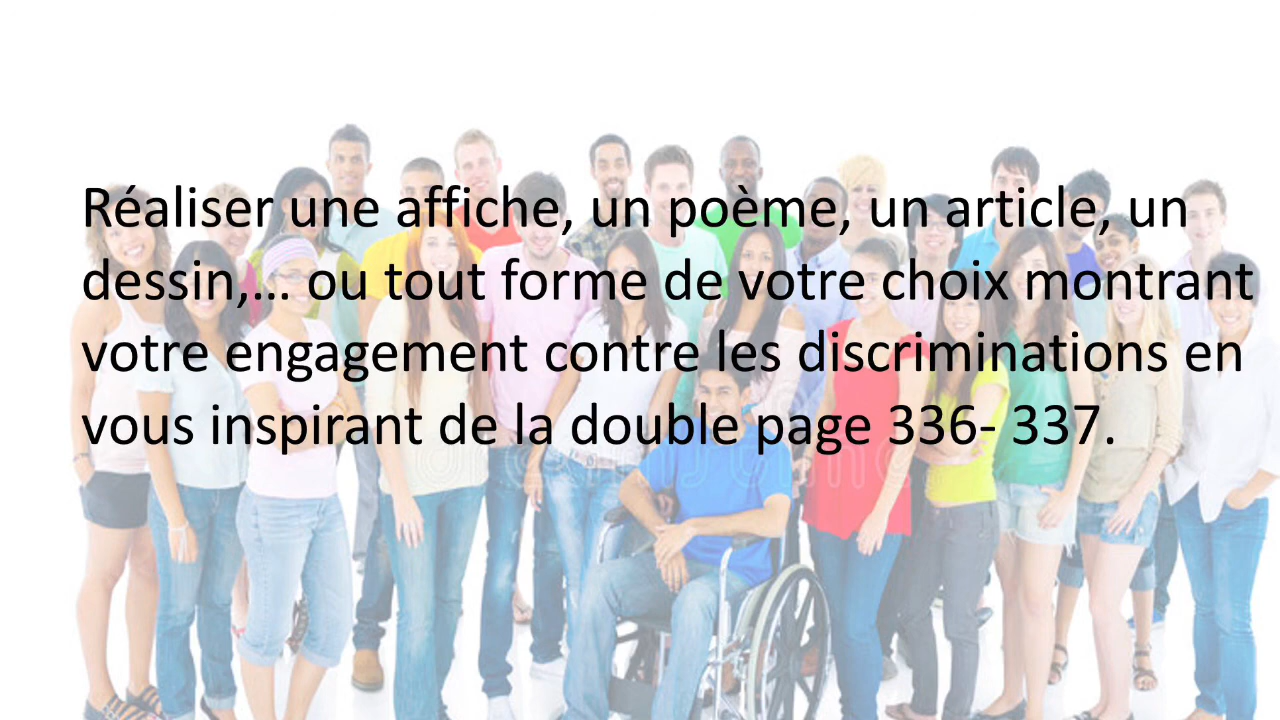 Réaliser une affiche, un poème, un article, un
dessin,... ou tout forme de votre choix montrant
votre engagement contre les discriminations en
vous inspirant de la double page 336- 337.
dreamstime